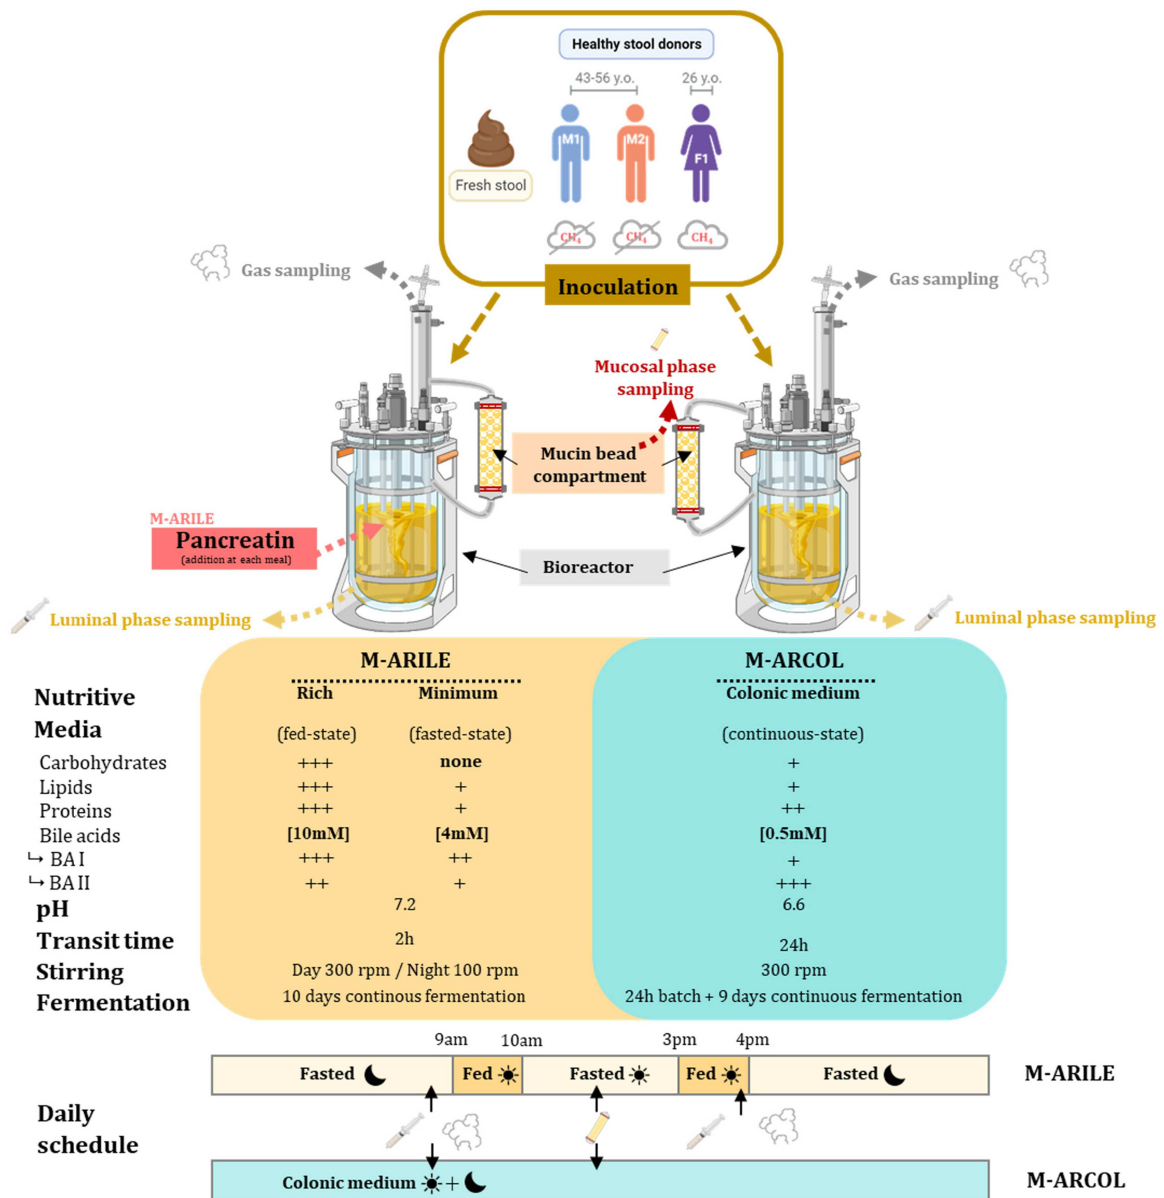 Healthy stool donors
43-56 y.o.
26 y.o.
M1
M2
F1
Fresh stool
CH₄
CH₄
CH₄
Inoculation
Gas sampling
Gas sampling
Mucosal phase
sampling
Mucin bead
compartment
M-ARILE
Pancreatin
(addition at each meal)
Bioreactor
Luminal phase sampling
Luminal phase sampling
M-ARILE
M-ARCOL
Nutritive
Media
Rich
Minimum
Colonic medium
(fed-state)
(fasted-state)
(continuous-state)
Carbohydrates +++ none +
Lipids +++ + +
Proteins +++ + ++
Bile acids [10mM] [4mM] [0.5mM]
↳ BA I +++ ++ +
↳ BA II ++ + +++
pH 7.2 6.6
Transit time 2h 24h
Stirring Day 300 rpm / Night 100 rpm 300 rpm
Fermentation 10 days continous fermentation 24h batch + 9 days continuous fermentation
9am 10am 3pm 4pm
Fasted Fed Fasted Fed Fasted M-ARILE
Daily
schedule
Colonic medium + M-ARCOL